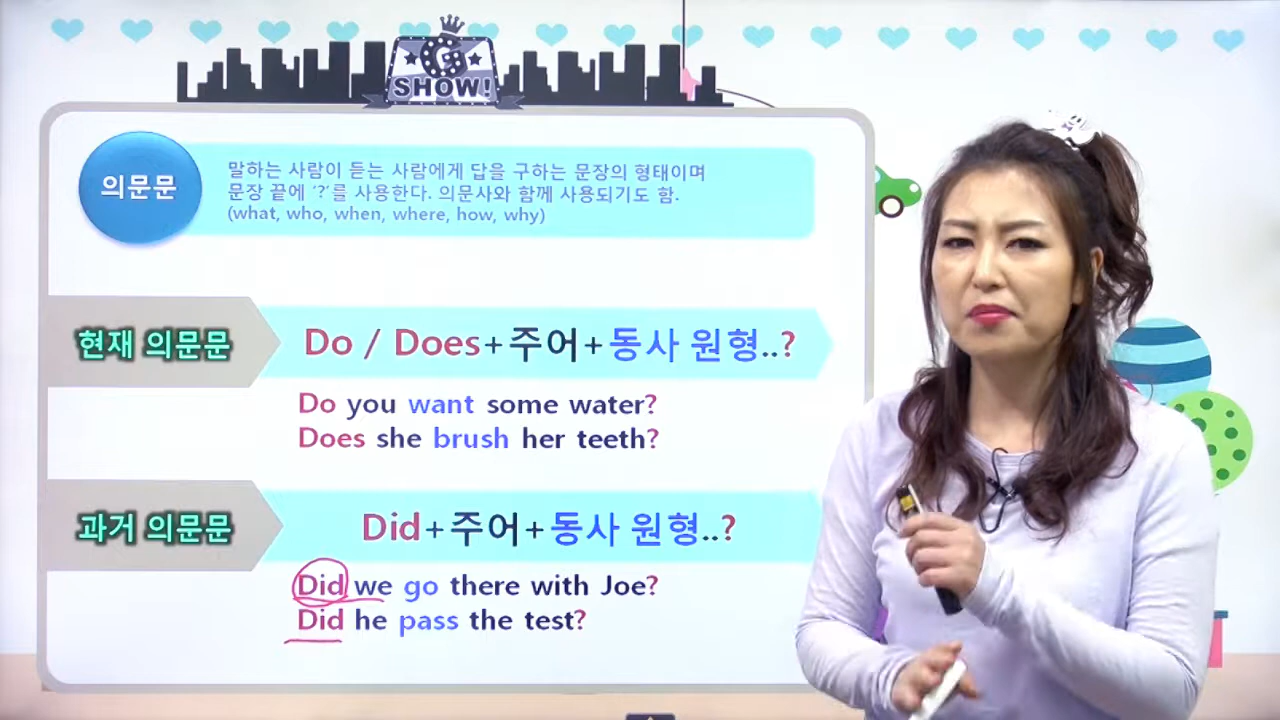 G
SHOW!
의문문
말하는 사람이 듣는 사람에게 답을 구하는 문장의 형태이며
문장 끝에 ‘?’를 사용한다. 의문사와 함께 사용되기도 함.
(what, who, when, where, how, why)
현재 의문문
Do / Does+주어+동사 원형..?
Do you want some water?
Does she brush her teeth?
과거 의문문
Did+주어+동사 원형..?
Did we go there with Joe?
Did he pass the test?